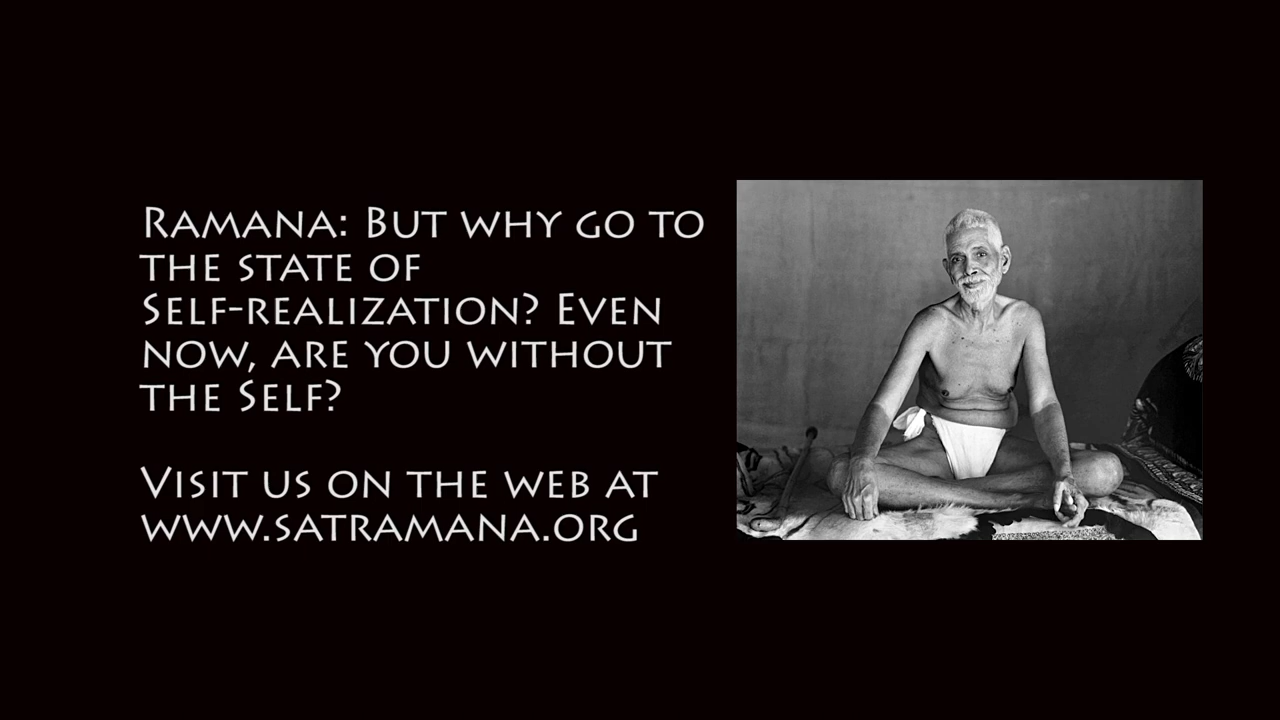 Ramana: But why go to
the state of
Self-realization? Even
now, are you without
the Self?
Visit us on the web at
www.satramana.org